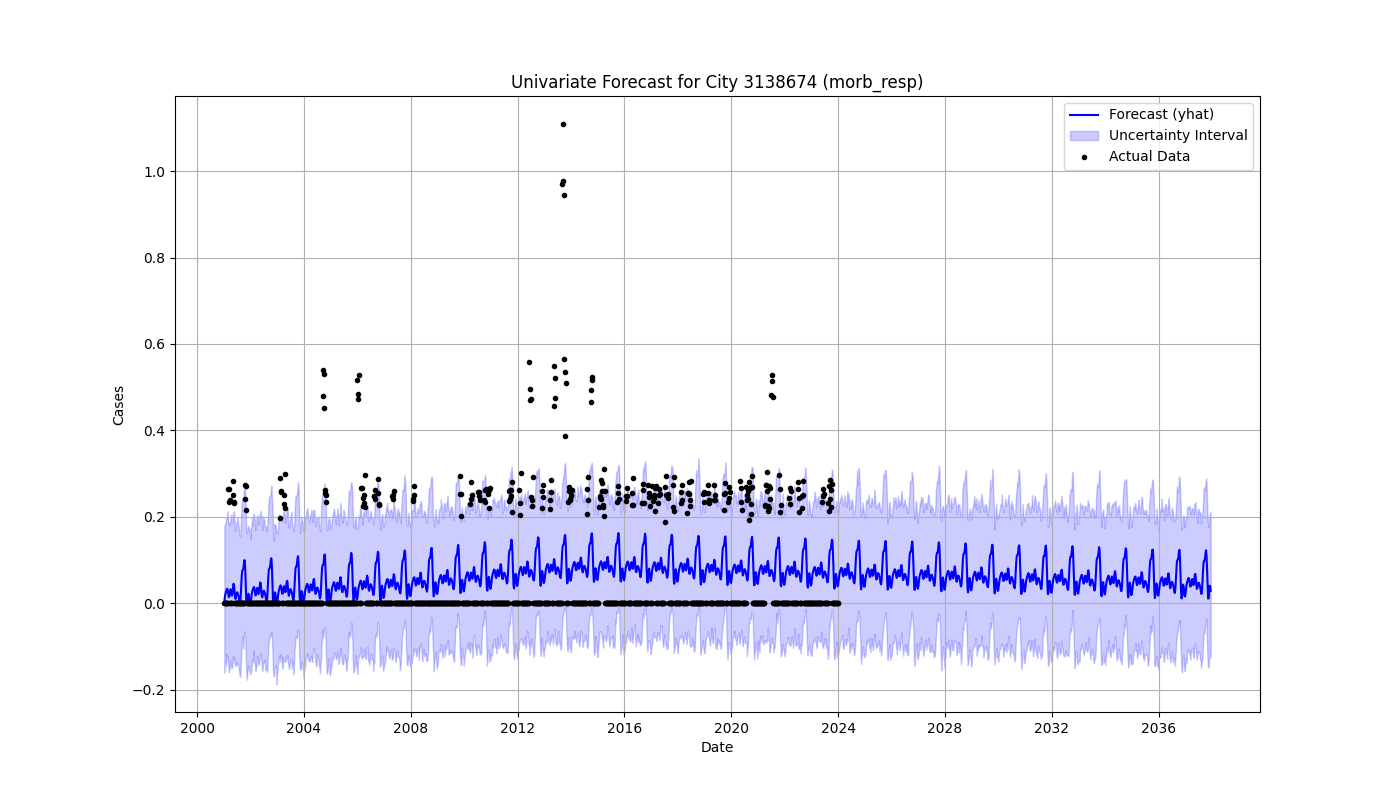 Univariate Forecast for City 3138674 (morb_resp)
Forecast (yhat)
Uncertainty Interval
Actual Data
Cases
1.0
0.8
0.6
0.4
0.2
0.0
−0.2
2000 2004 2008 2012 2016 2020 2024 2028 2032 2036
Date